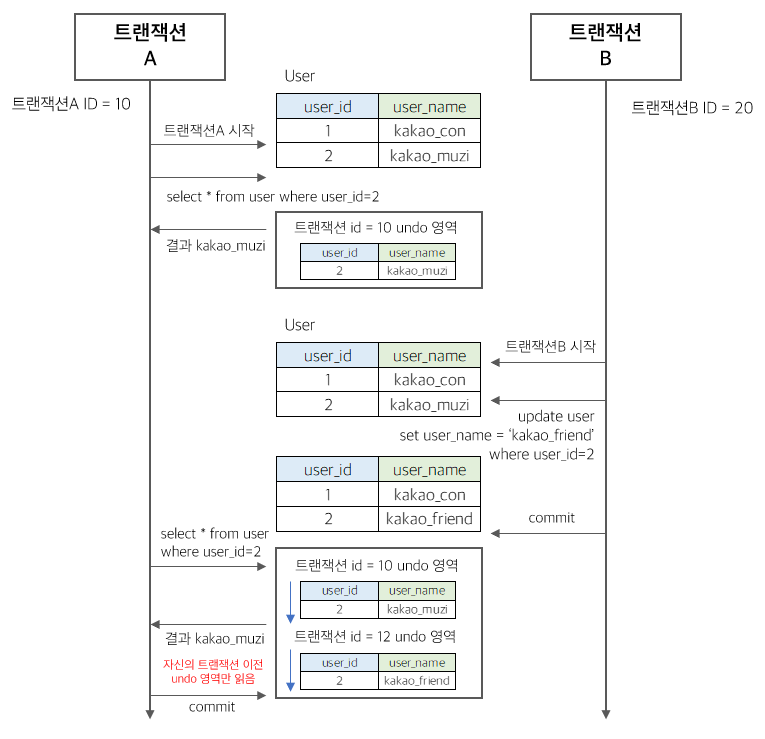 트랜잭션
A
트랜잭션
B
User
트랜잭션A ID = 10
트랜잭션B ID = 20
user_id user_name
1 kakao_con
2 kakao_muzi
트랜잭션A 시작
select * from user where user_id=2
트랜잭션 id = 10 undo 영역
user_id user_name
2 kakao_muzi
결과 kakao_muzi
User
트랜잭션B 시작
user_id user_name
1 kakao_con
2 kakao_muzi
update user
set user_name = ‘kakao_friend’
where user_id=2
user_id user_name
1 kakao_con
2 kakao_friend
commit
select * from user
where user_id=2
트랜잭션 id = 10 undo 영역
user_id user_name
2 kakao_muzi
결과 kakao_muzi
트랜잭션 id = 12 undo 영역
user_id user_name
2 kakao_friend
자신의 트랜잭션 이전
undo 영역만 읽음
commit